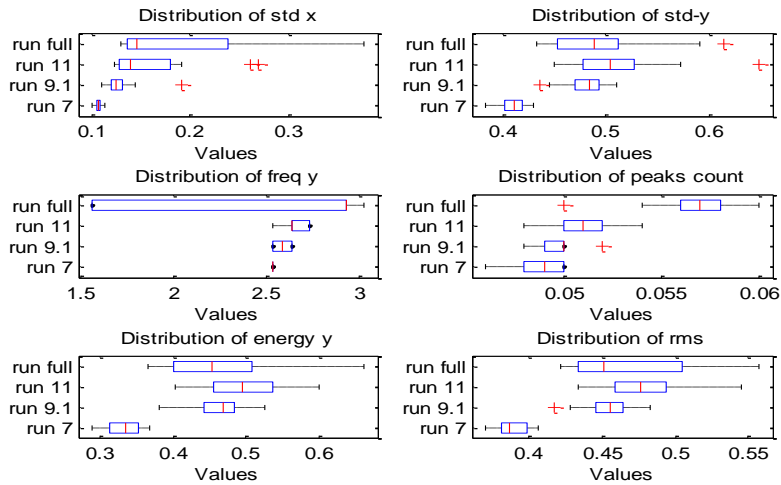 Distribution of std x
run full
run 11
run 9.1
run 7
0.1 0.2 0.3
Values
Distribution of std-y
run full
run 11
run 9.1
run 7
0.4 0.5 0.6
Values
Distribution of freq y
run full
run 11
run 9.1
run 7
1.5 2 2.5 3
Values
Distribution of peaks count
run full
run 11
run 9.1
run 7
0.05 0.055 0.06
Values
Distribution of energy y
run full
run 11
run 9.1
run 7
0.3 0.4 0.5 0.6
Values
Distribution of rms
run full
run 11
run 9.1
run 7
0.4 0.45 0.5 0.55
Values